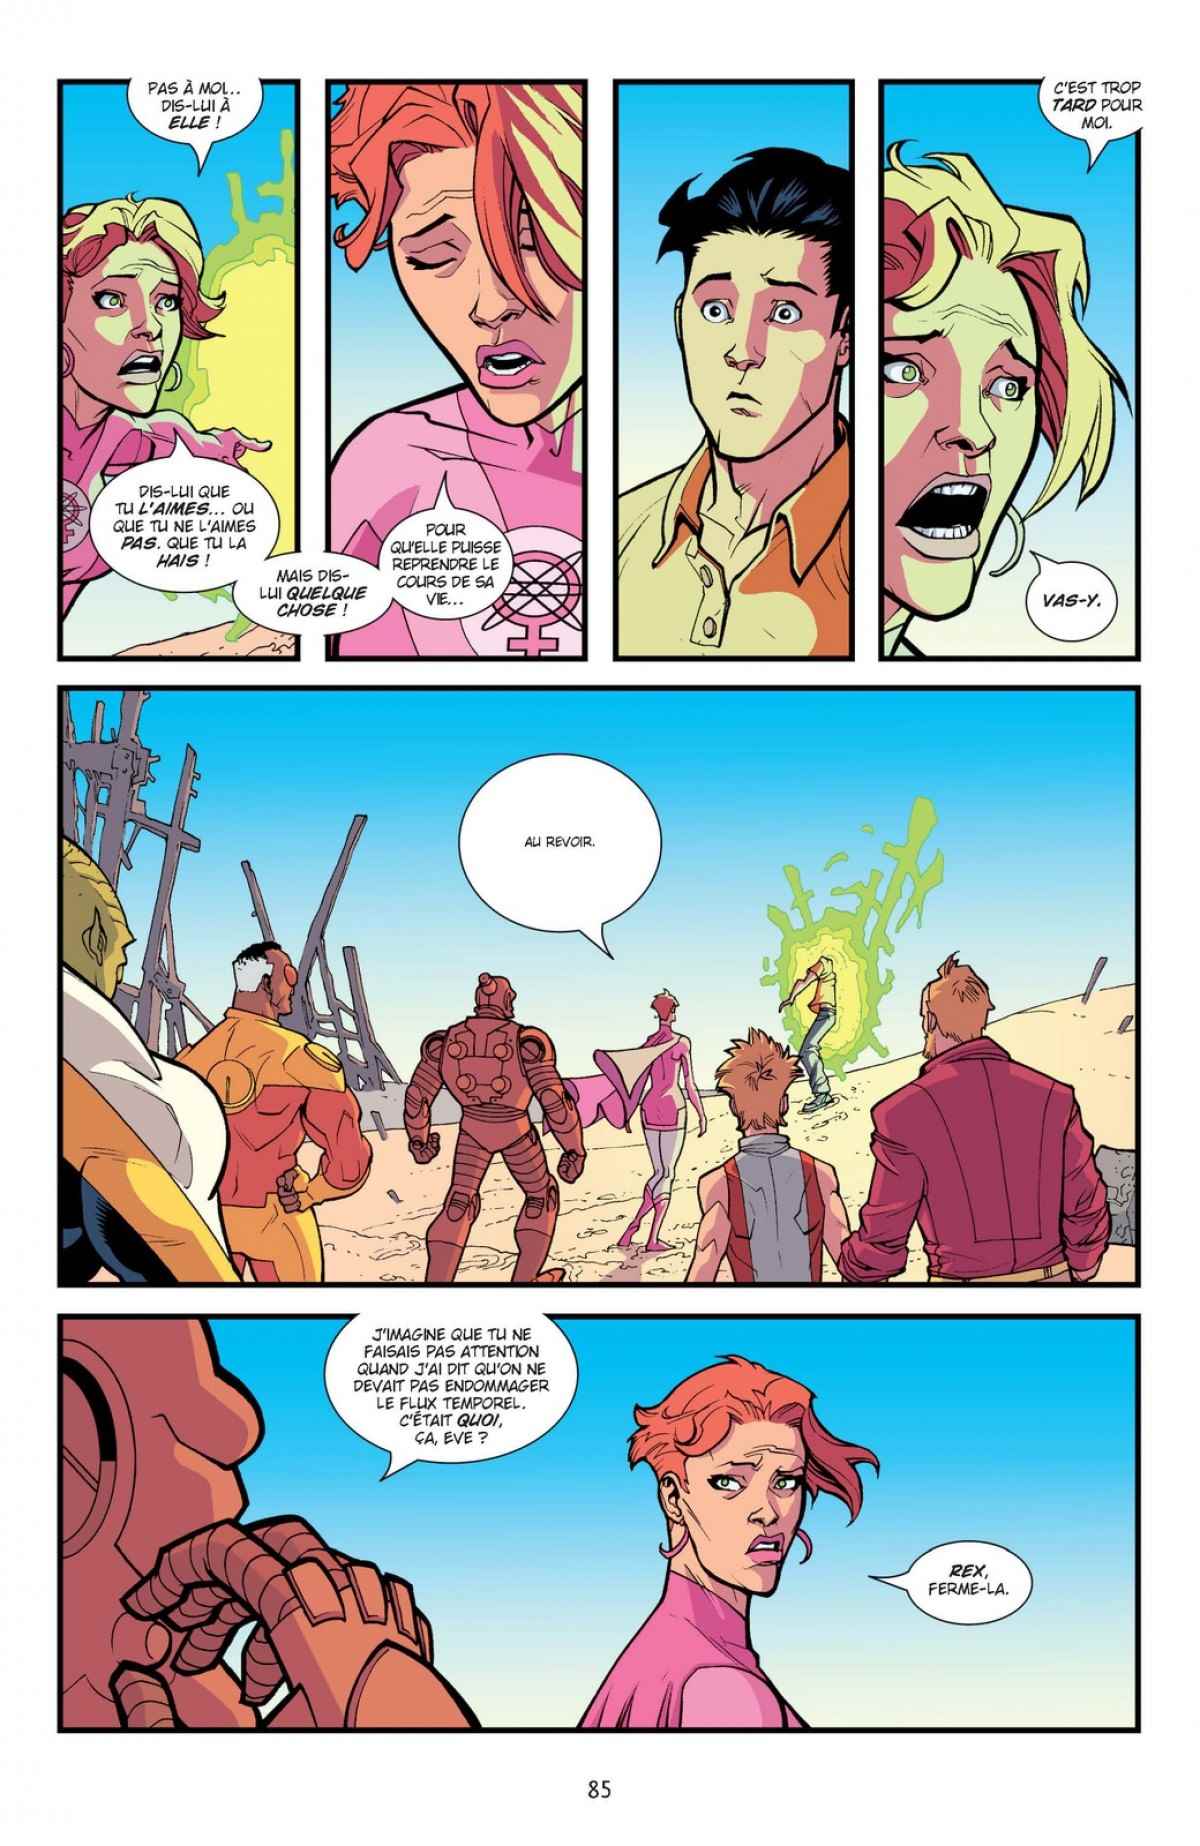 PAS À MOI..
DIS-LUI À
ELLE !
DIS-LUI QUE
TU L'AIMES... OU
QUE TU NE L'AIMES
PAS. QUE TU LA
HAIS !
MAIS DIS-
LUI QUELQUE
CHOSE !
POUR
QU'ELLE PUISSE
REPRENDRE LE
COURS DE SA
VIE...
C'EST TROP
TARD POUR
MOI.
VAS-Y.
AU REVOIR.
J'IMAGINE QUE TU NE
FAISAIS PAS ATTENTION
QUAND J'AI DIT QU'ON NE
DEVAIT PAS ENDOMMAGER
LE FLUX TEMPOREL.
C'ÉTAIT QUOI,
ÇA, EVE ?
REX,
FERME-LA.
85